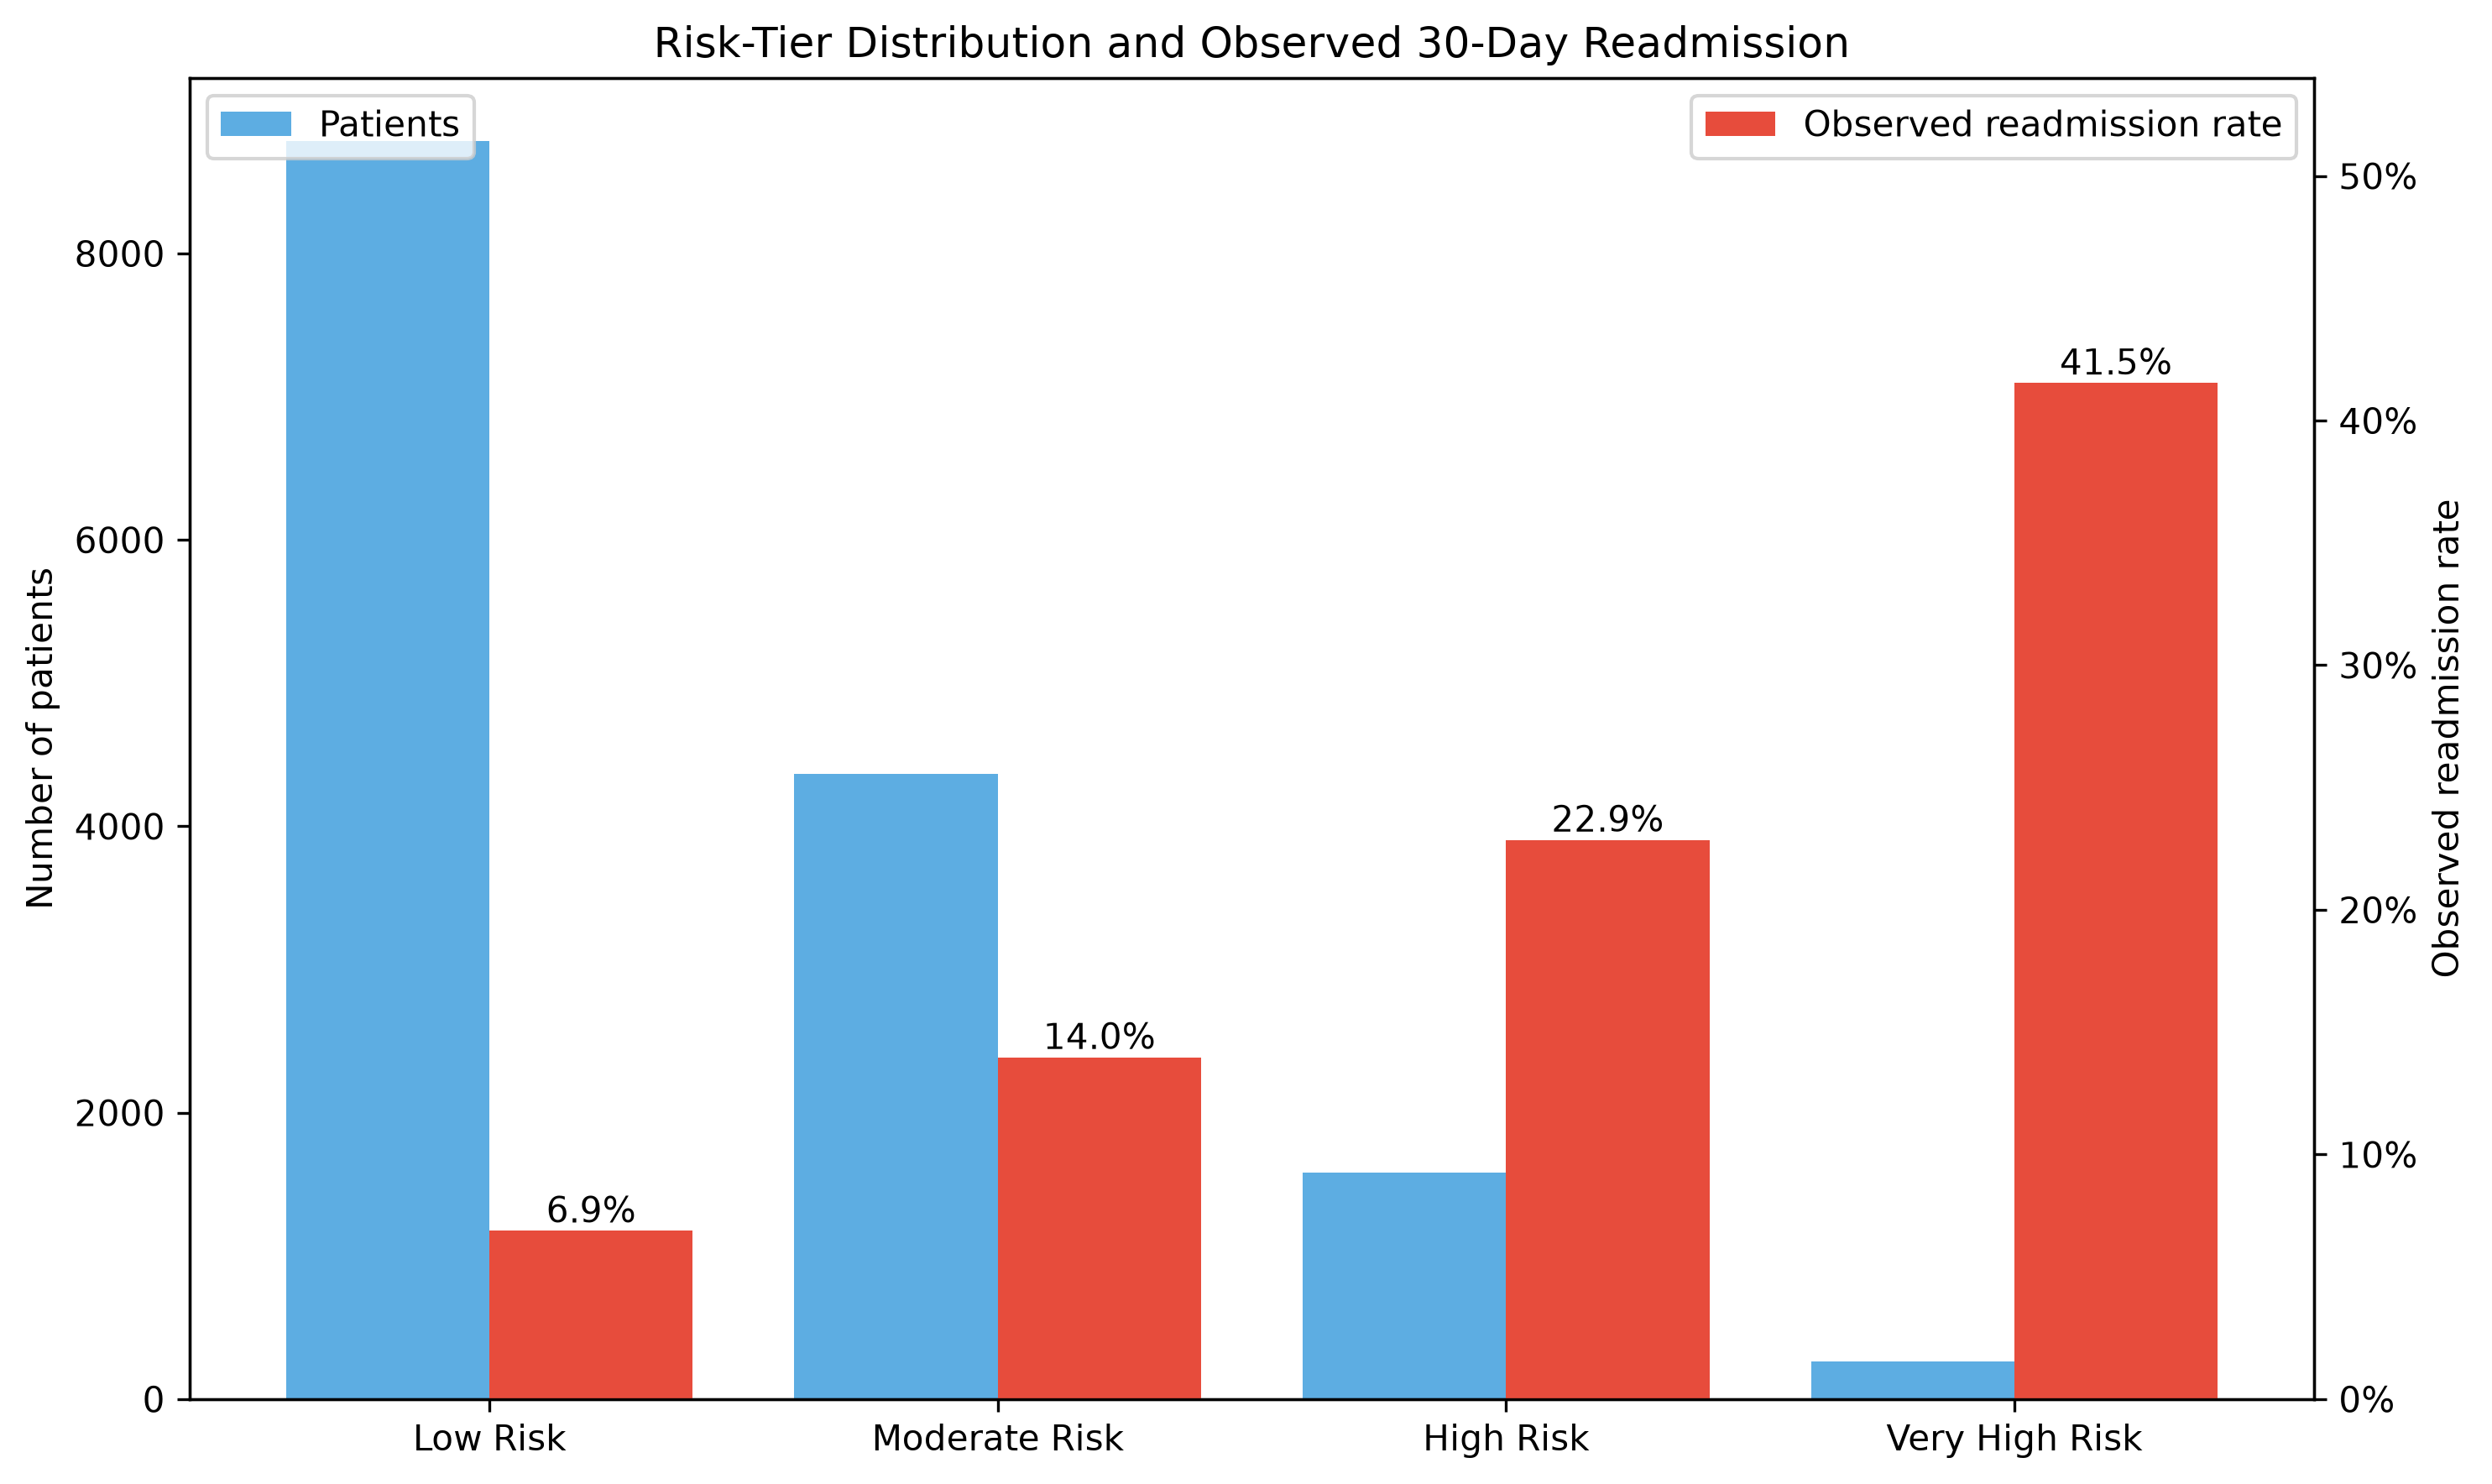 Risk-Tier Distribution and Observed 30-Day Readmission
Patients
Observed readmission rate
8000
6000
4000
2000
0
Number of patients
6.9%
14.0%
22.9%
41.5%
50%
40%
30%
20%
10%
0%
Observed readmission rate
Low Risk
Moderate Risk
High Risk
Very High Risk